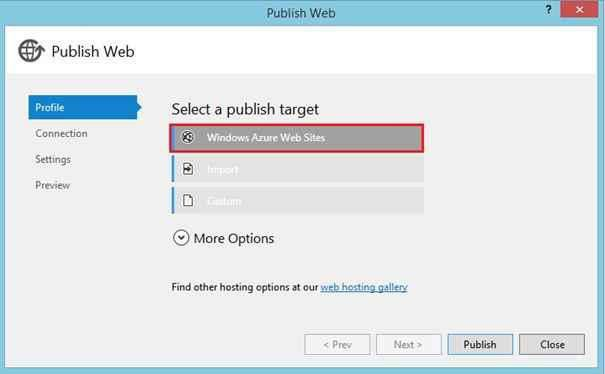 Publish Web
?
Publish Web
Profile
Connection
Settings
Preview
Select a publish target
Windows Azure Web Sites
Import
Custom
More Options
Find other hosting options at our web hosting gallery
< Prev
Next >
Publish
Close